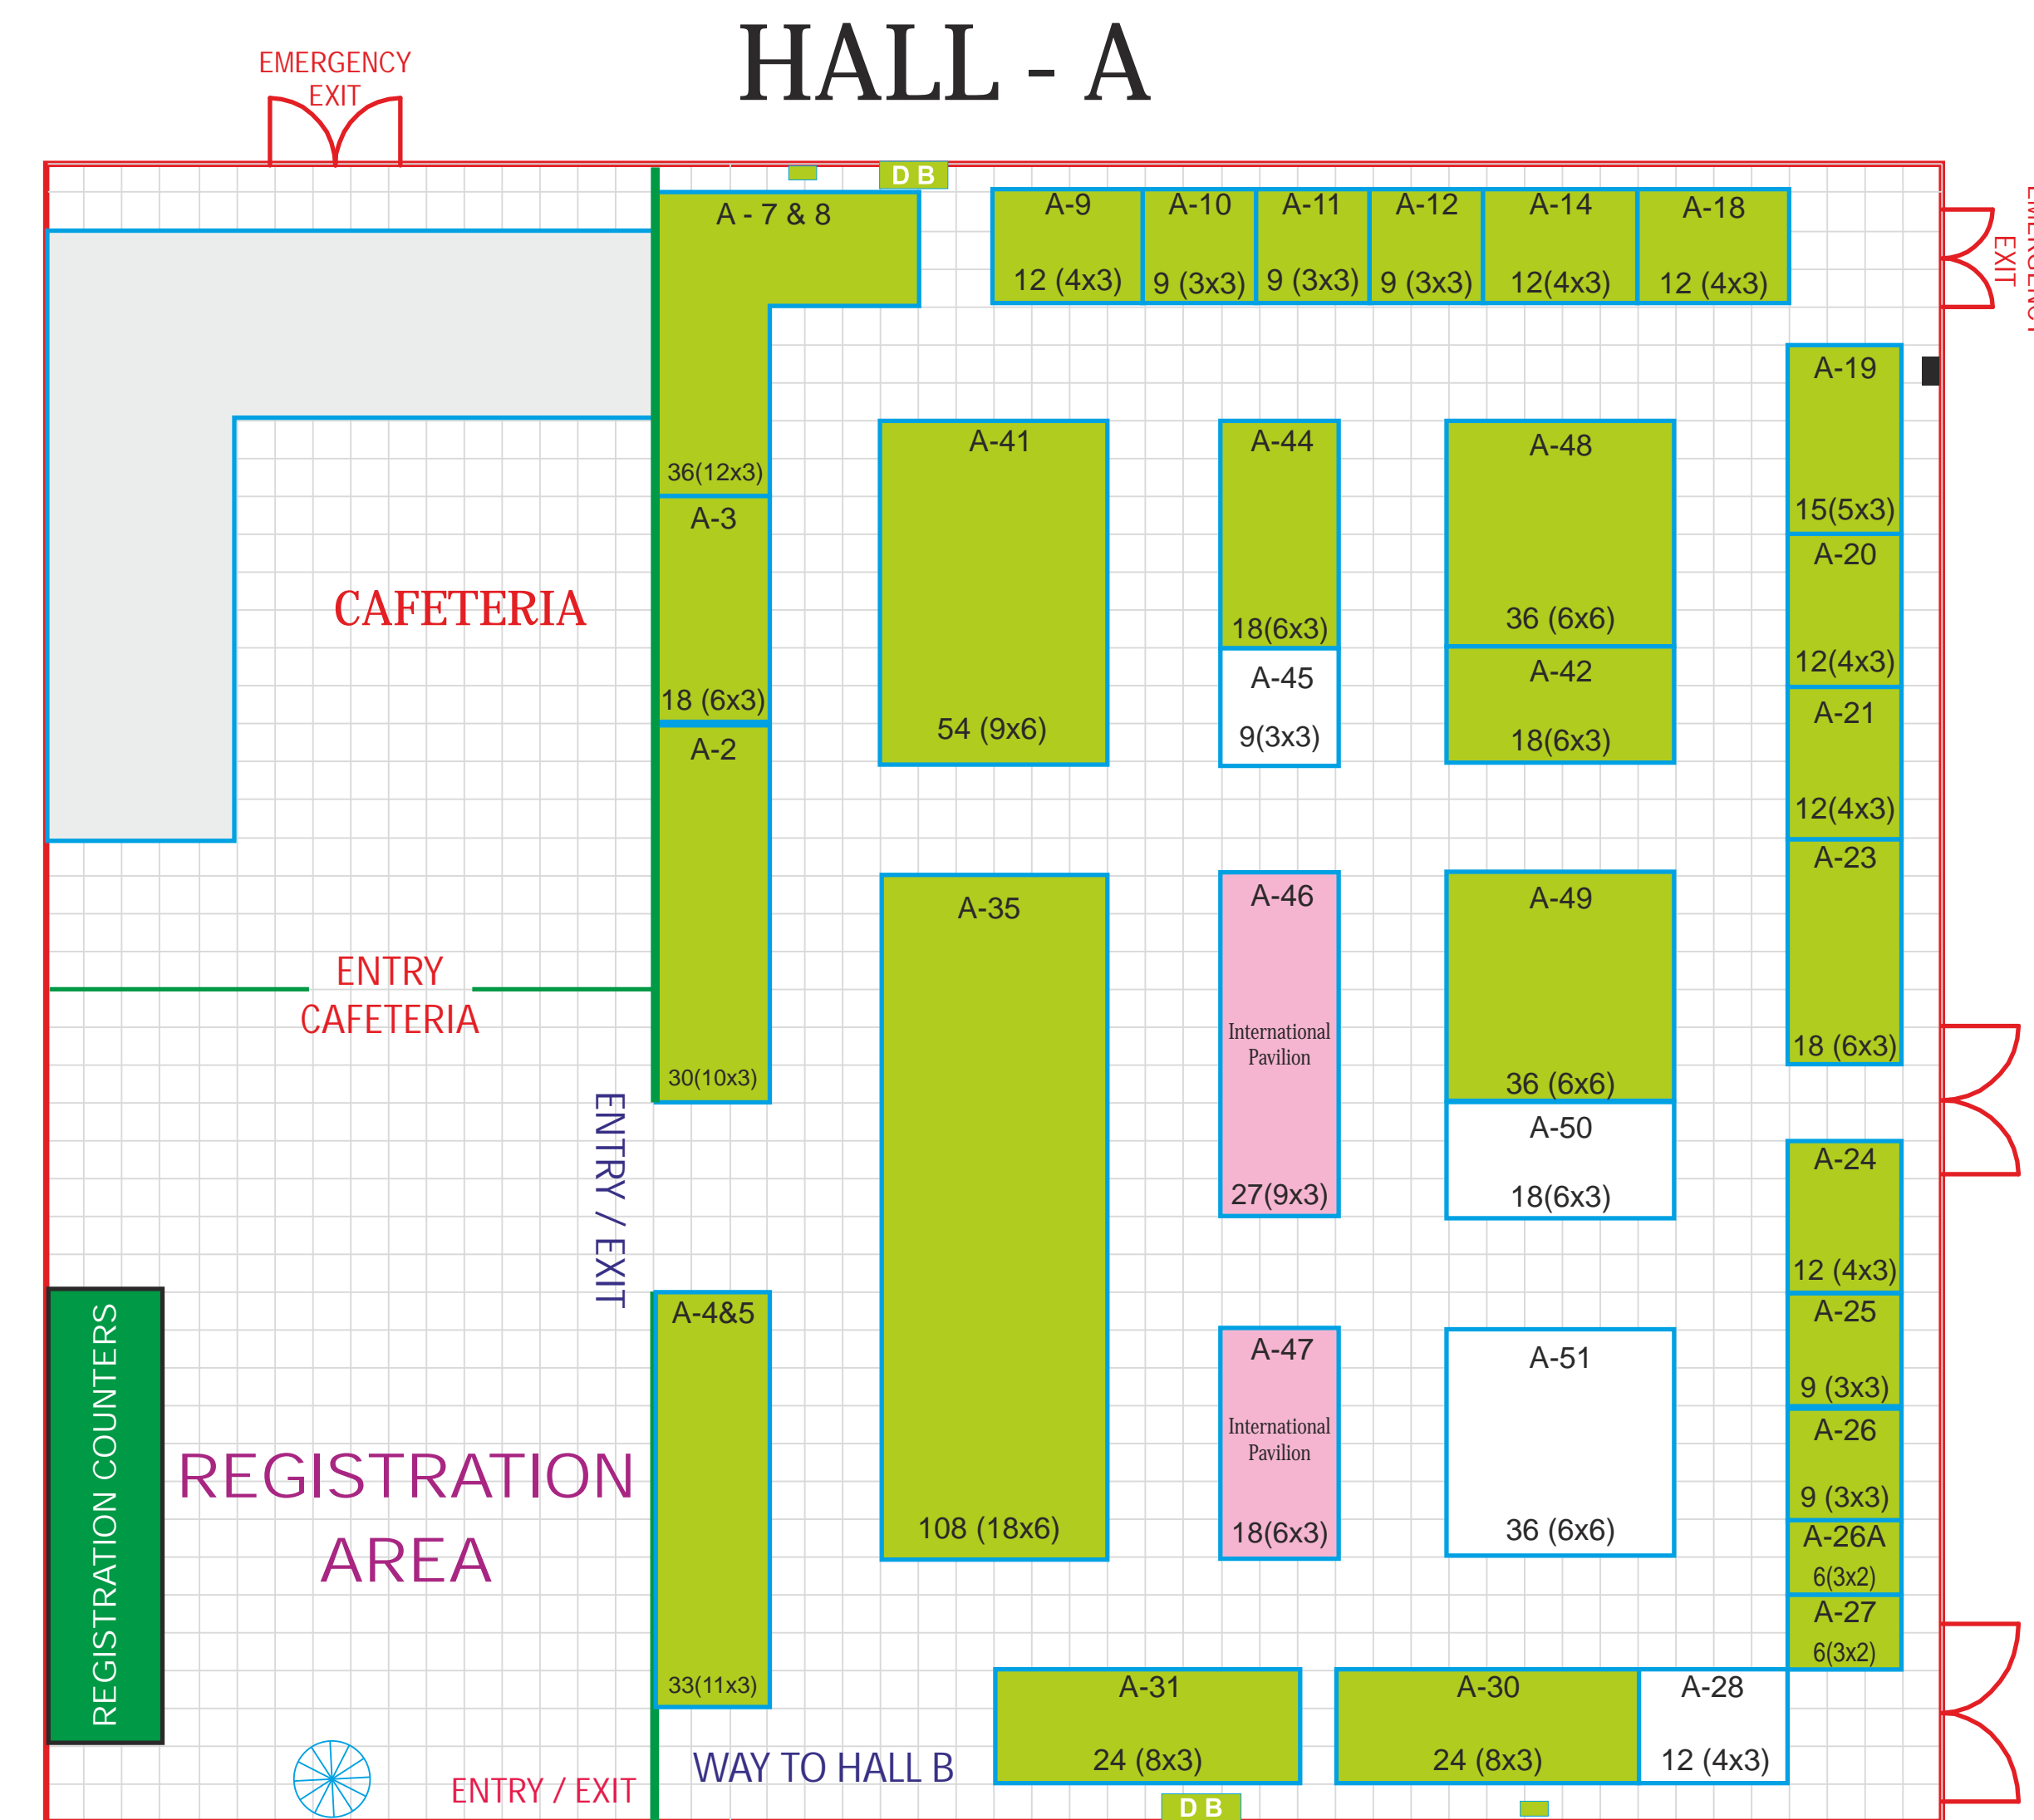 HALL - A
EMERGENCY
EXIT
EMERGENCY
EXIT
D B
A - 7 & 8
36(12x3)
A-9
12 (4x3)
A-10
9 (3x3)
A-11
9 (3x3)
A-12
9 (3x3)
A-14
12(4x3)
A-18
12 (4x3)
A-19
15(5x3)
A-20
12(4x3)
A-21
12(4x3)
A-23
18 (6x3)
A-3
18 (6x3)
A-2
30(10x3)
A-41
54 (9x6)
A-44
18(6x3)
A-45
9(3x3)
A-48
36 (6x6)
A-42
18(6x3)
CAFETERIA
ENTRY
CAFETERIA
ENTRY / EXIT
A-35
108 (18x6)
A-46
International
Pavilion
27(9x3)
A-49
36 (6x6)
A-50
18(6x3)
A-24
12 (4x3)
A-25
9 (3x3)
A-26
9 (3x3)
A-26A
6(3x2)
A-27
6(3x2)
A-4&5
33(11x3)
A-47
International
Pavilion
18(6x3)
A-51
36 (6x6)
REGISTRATION COUNTERS
REGISTRATION
AREA
A-31
24 (8x3)
A-30
24 (8x3)
A-28
12 (4x3)
WAY TO HALL B
ENTRY / EXIT
D B